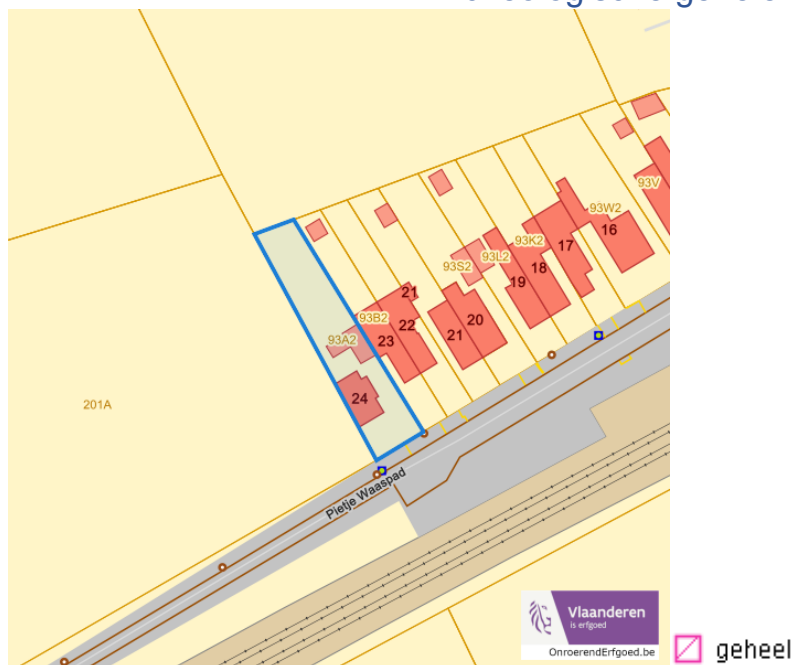 93V
93W2
16
17
93K2
18
93L2
19
93S2
20
21
21
93B2
22
23
93A2
24
201A
Pietje Waaspad
Vlaanderen
is erfgoed
OnroerendErfgoed.be
geheel